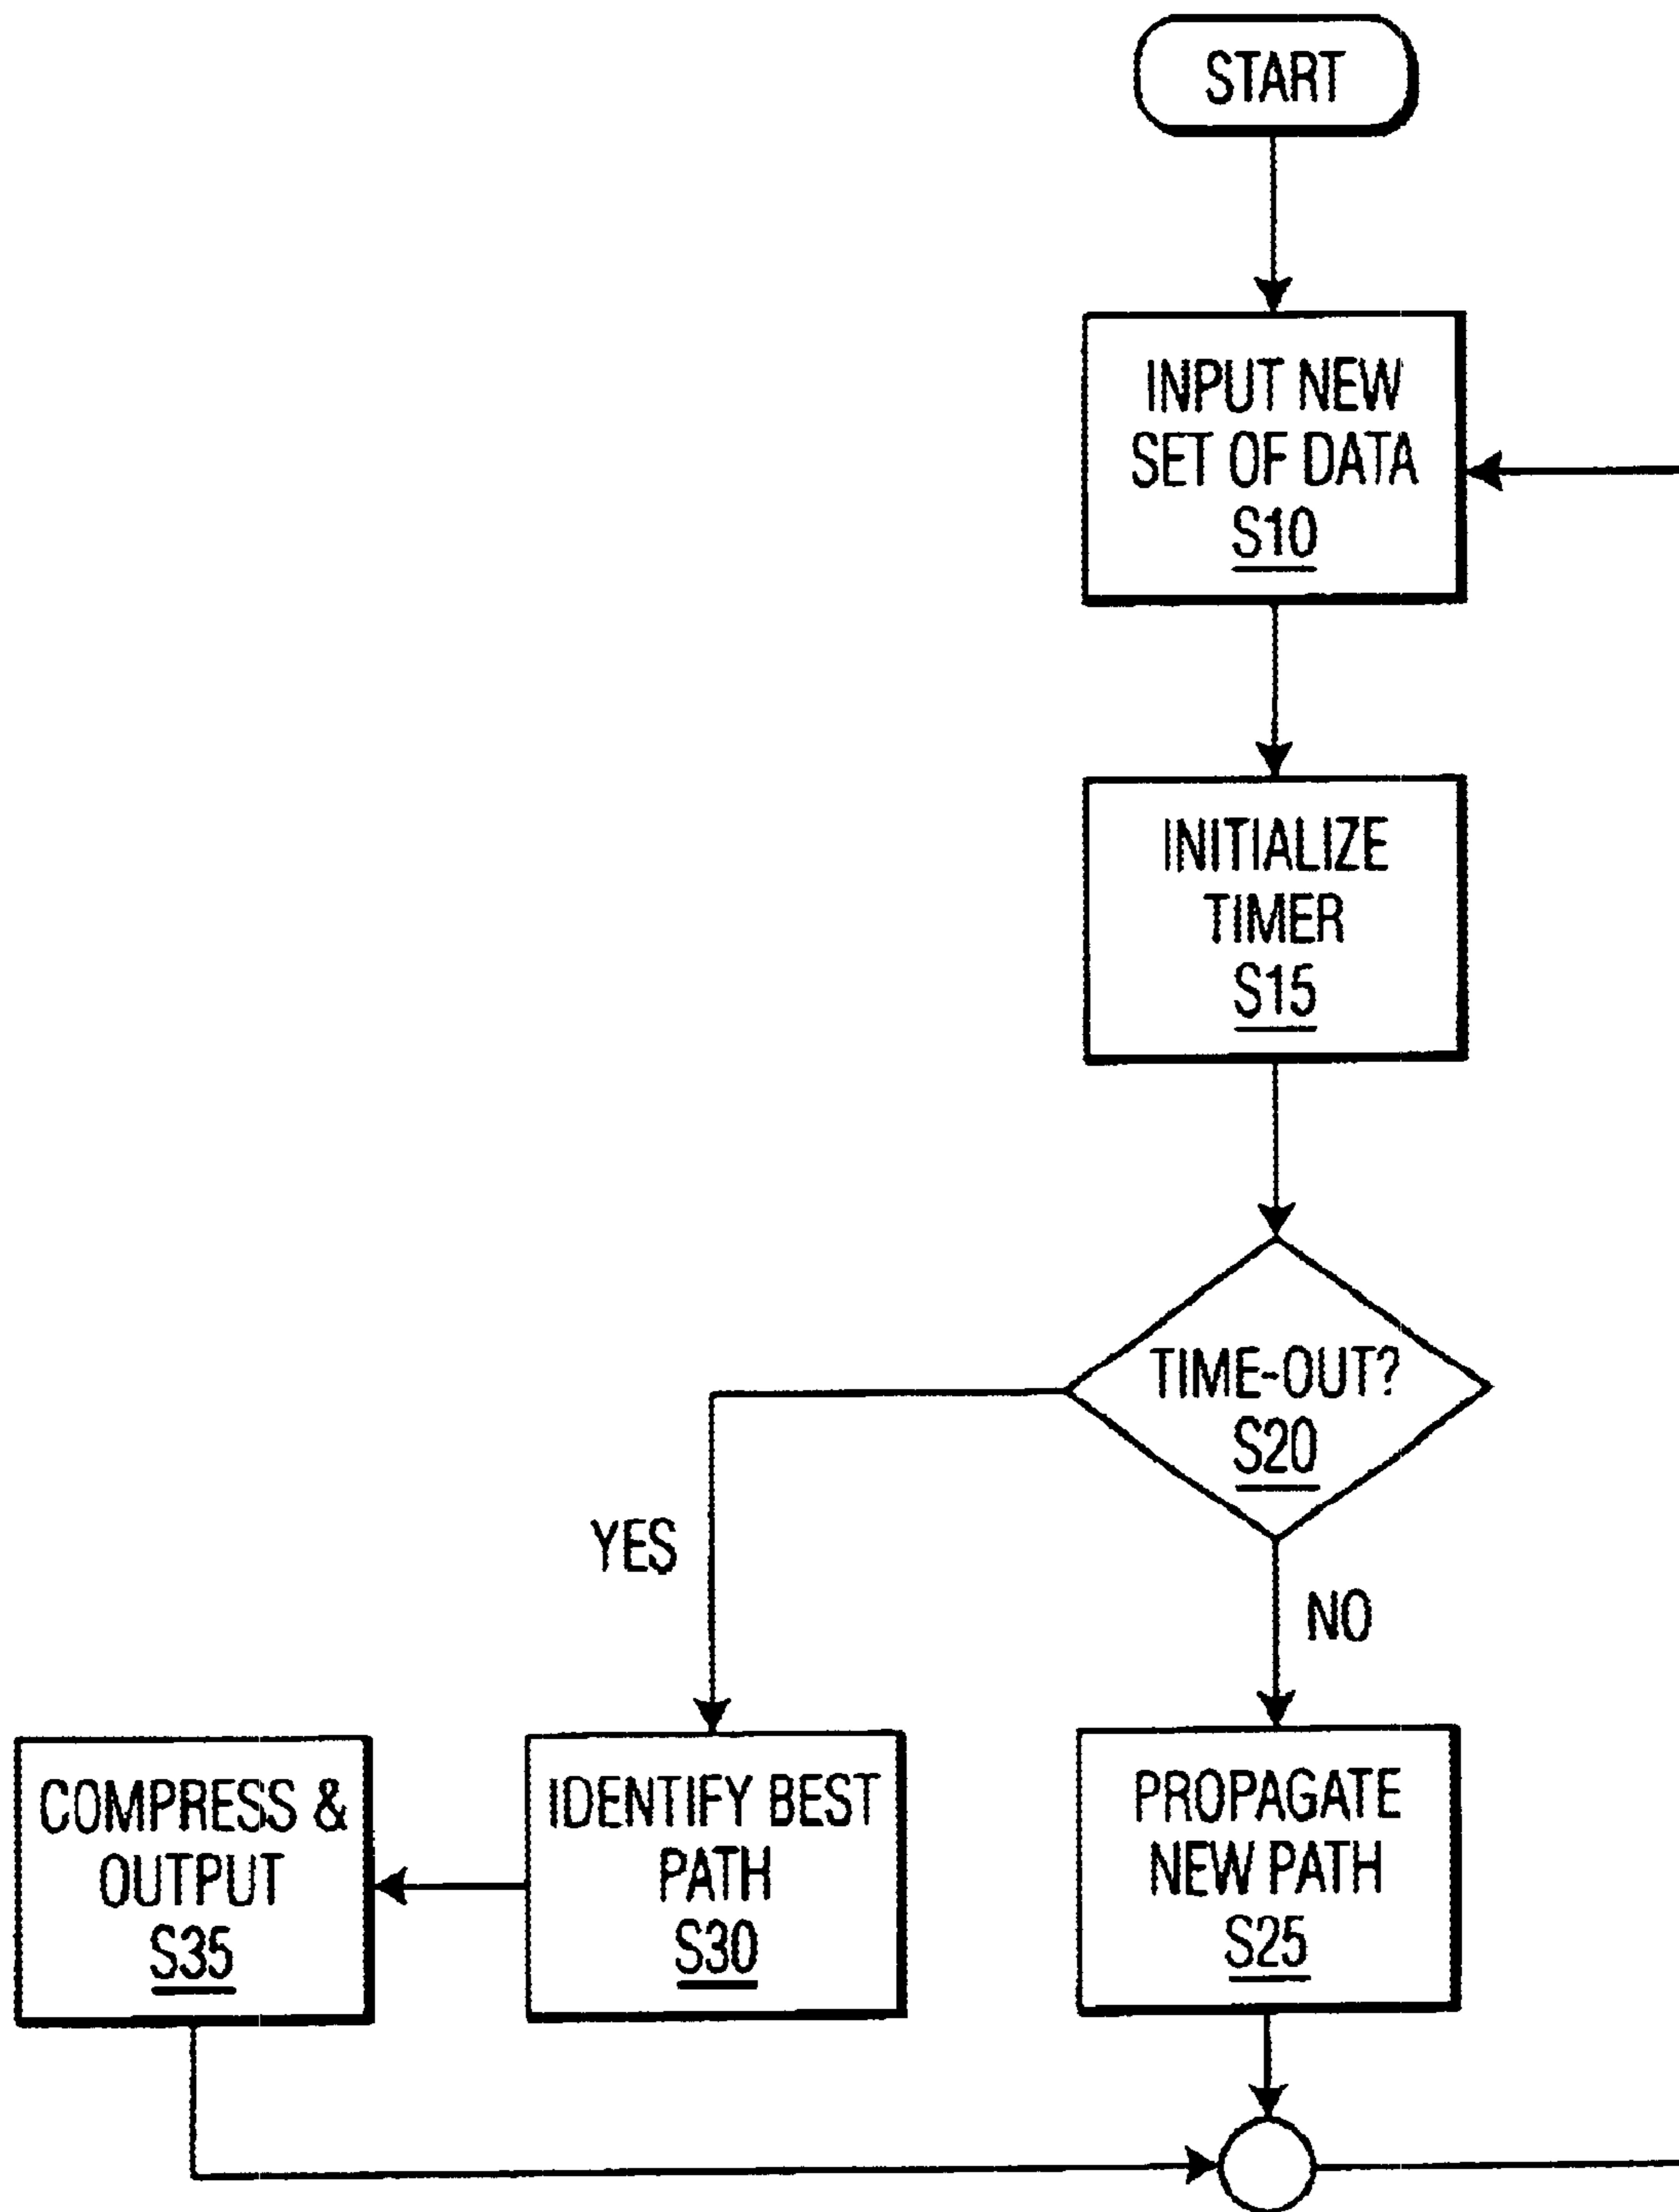 START
INPUT NEW
SET OF DATA
S10
INITIALIZE
TIMER
S15
TIME-OUT?
S20
YES
NO
COMPRESS &
OUTPUT
S35
IDENTIFY BEST
PATH
S30
PROPAGATE
NEW PATH
S25